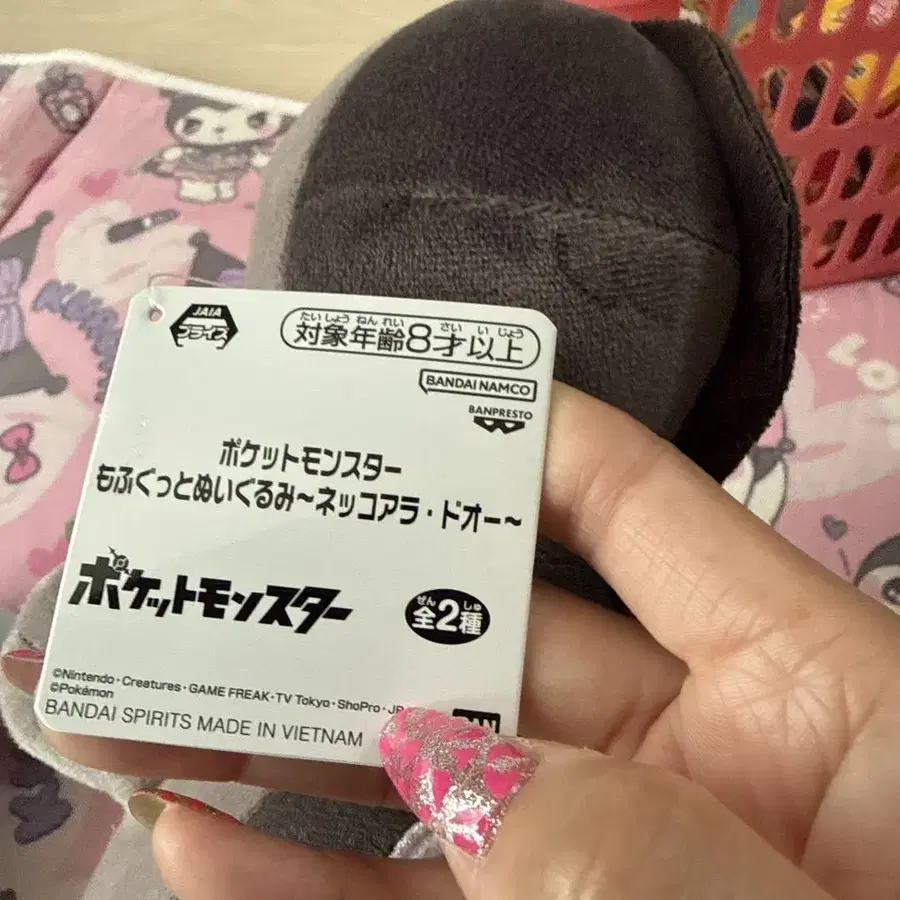 JAIA
プライズ
たいしょう ねん れい さい い じょう
対象年齢8才以上
BANDAI NAMCO
BANPRESTO
ポケットモンスター
もふぐっとぬいぐるみ～ネッコアラ・ドオー～
ポケットモンスター
ぜん しゅ
全2種
©Nintendo・Creatures・GAME FREAK・TV Tokyo・ShoPro・JR
©Pokémon
BANDAI SPIRITS MADE IN VIETNAM